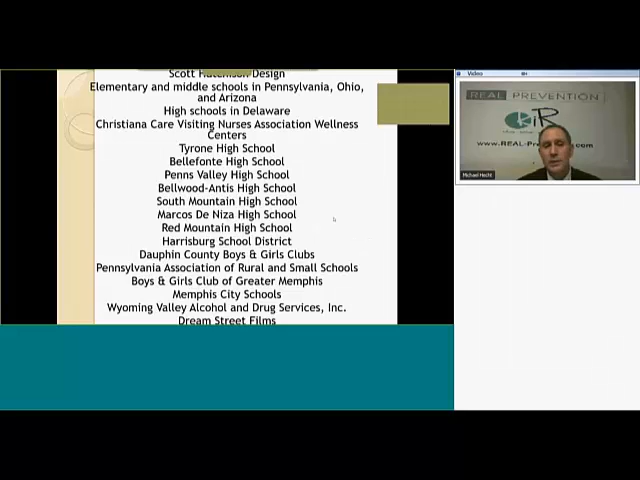 Scott Hutchison Design
Elementary and middle schools in Pennsylvania, Ohio,
and Arizona
High schools in Delaware
Christiana Care Visiting Nurses Association Wellness
Centers
Tyrone High School
Bellefonte High School
Penns Valley High School
Bellwood-Antis High School
South Mountain High School
Marcos De Niza High School
Red Mountain High School
Harrisburg School District
Dauphin County Boys & Girls Clubs
Pennsylvania Association of Rural and Small Schools
Boys & Girls Club of Greater Memphis
Memphis City Schools
Wyoming Valley Alcohol and Drug Services, Inc.
Dream Street Films
Video
REAL PREVENTION
kiR
www.REAL-Pr
Michael Hecht